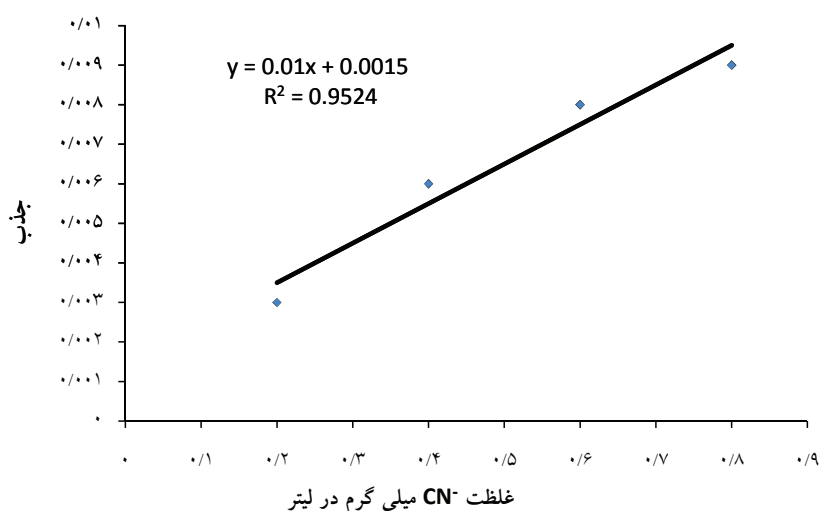 ۰/۰۱
۰/۰۰۹
۰/۰۰۸
۰/۰۰۷
۰/۰۰۶
۰/۰۰۵
۰/۰۰۴
۰/۰۰۳
۰/۰۰۲
۰/۰۰۱
۰
y = 0.01x + 0.0015
R² = 0.9524
جذب
۰ ۰/۱ ۰/۲ ۰/۳ ۰/۴ ۰/۵ ۰/۶ ۰/۷ ۰/۸ ۰/۹
غلظت CN⁻ میلی گرم در لیتر